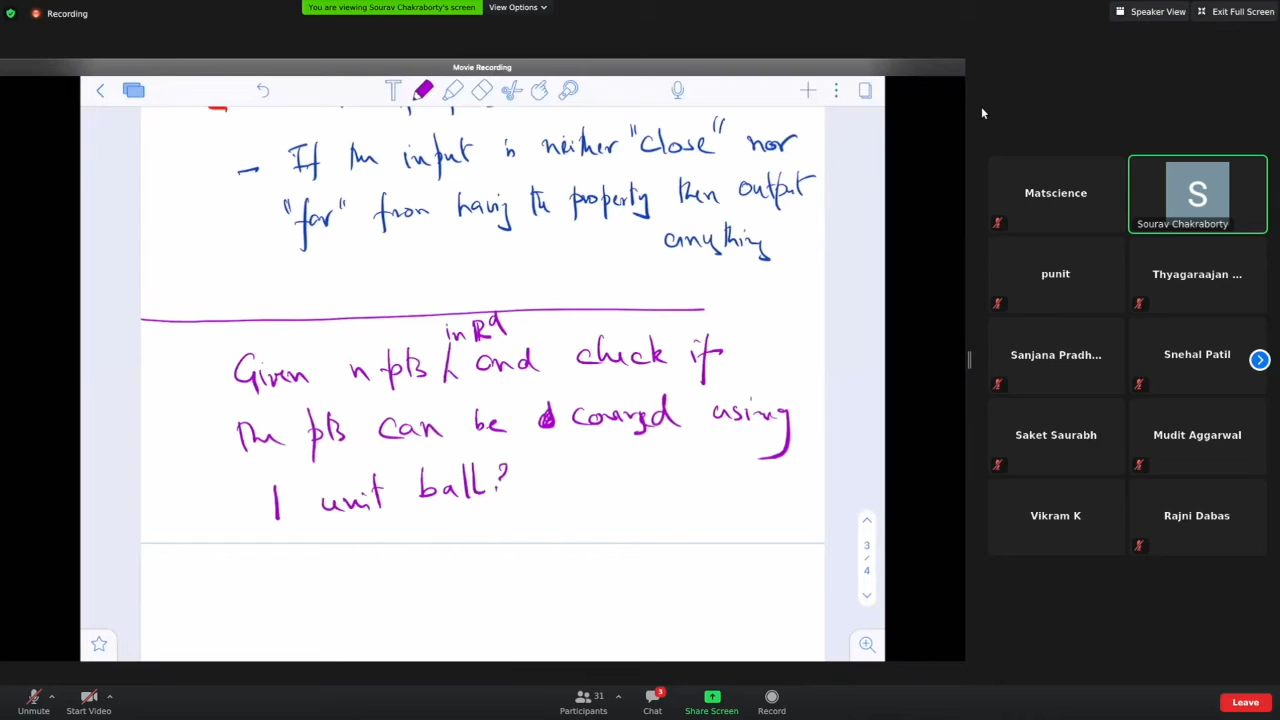 Recording
You are viewing Sourav Chakraborty's screen
View Options
Speaker View
Exit Full Screen
Movie Recording
- If the input is neither "close" nor
"far" from having the property then output
anything
in Rd
Given n pts and check if
the pts can be covered using
1 unit ball?
3
/
4
Matscience
S
Sourav Chakraborty
punit
Thyagaraajan ...
Sanjana Pradh...
Snehal Patil
Saket Saurabh
Mudit Aggarwal
Vikram K
Rajni Dabas
Unmute
Start Video
31
Participants
3
Chat
Share Screen
Record
Leave